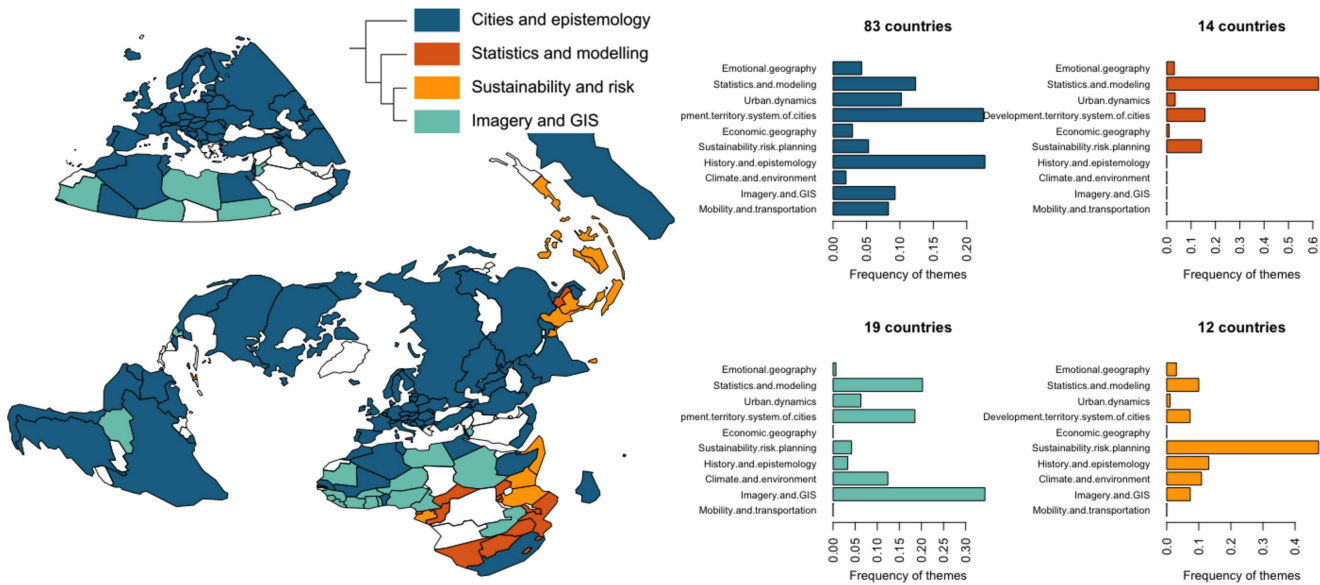 Cities and epistemology
Statistics and modelling
Sustainability and risk
Imagery and GIS
83 countries
Emotional.geography
Statistics.and.modeling
Urban.dynamics
pment.territory.system.of.cities
Economic.geography
Sustainability.risk.planning
History.and.epistemology
Climate.and.environment
Imagery.and.GIS
Mobility.and.transportation
0.00
0.05
0.10
0.15
0.20
Frequency of themes
14 countries
Emotional.geography
Statistics.and.modeling
Urban.dynamics
Development.territory.system.of.cities
Economic.geography
Sustainability.risk.planning
History.and.epistemology
Climate.and.environment
Imagery.and.GIS
Mobility.and.transportation
0.0
0.1
0.2
0.3
0.4
0.5
0.6
Frequency of themes
19 countries
Emotional.geography
Statistics.and.modeling
Urban.dynamics
pment.territory.system.of.cities
Economic.geography
Sustainability.risk.planning
History.and.epistemology
Climate.and.environment
Imagery.and.GIS
Mobility.and.transportation
0.00
0.05
0.10
0.15
0.20
0.25
0.30
Frequency of themes
12 countries
Emotional.geography
Statistics.and.modeling
Urban.dynamics
Development.territory.system.of.cities
Economic.geography
Sustainability.risk.planning
History.and.epistemology
Climate.and.environment
Imagery.and.GIS
Mobility.and.transportation
0.0
0.1
0.2
0.3
0.4
Frequency of themes